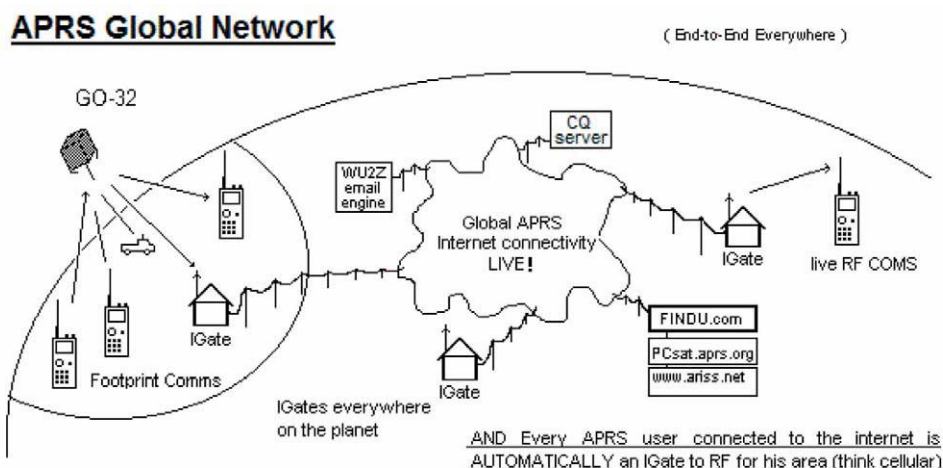 APRS Global Network
( End-to-End Everywhere )
GO-32
CQ
server
WU2Z
email
engine
Global APRS
Internet connectivity
LIVE!
IGate
live RF COMS
IGate
Footprint Comms
FINDU.com
PCsat.aprs.org
www.ariss.net
IGate
IGates everywhere
on the planet
AND Every APRS user connected to the internet is
AUTOMATICALLY an IGate to RF for his area (think cellular)